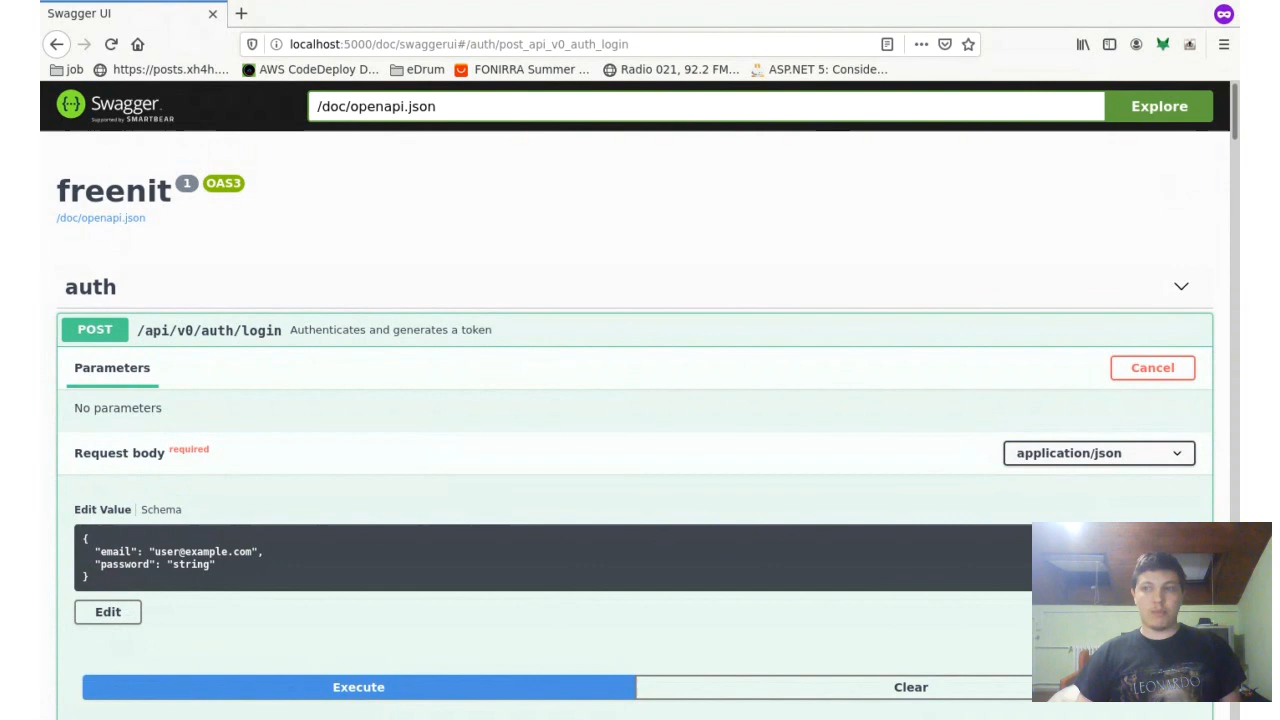 Swagger UI
localhost:5000/doc/swaggerui#/auth/post_api_v0_auth_login
job https://posts.xh4h.... AWS CodeDeploy D... eDrum FONIRRA Summer ... Radio 021, 92.2 FM... ASP.NET 5: Conside...
{··} Swagger.
Supported by SMARTBEAR
/doc/openapi.json
Explore
freenit 1 OAS3
/doc/openapi.json
auth
POST /api/v0/auth/login Authenticates and generates a token
Parameters
Cancel
No parameters
Request body required
application/json
Edit Value Schema
{
"email": "user@example.com",
"password": "string"
}
Edit
Execute
Clear
LEONARDO